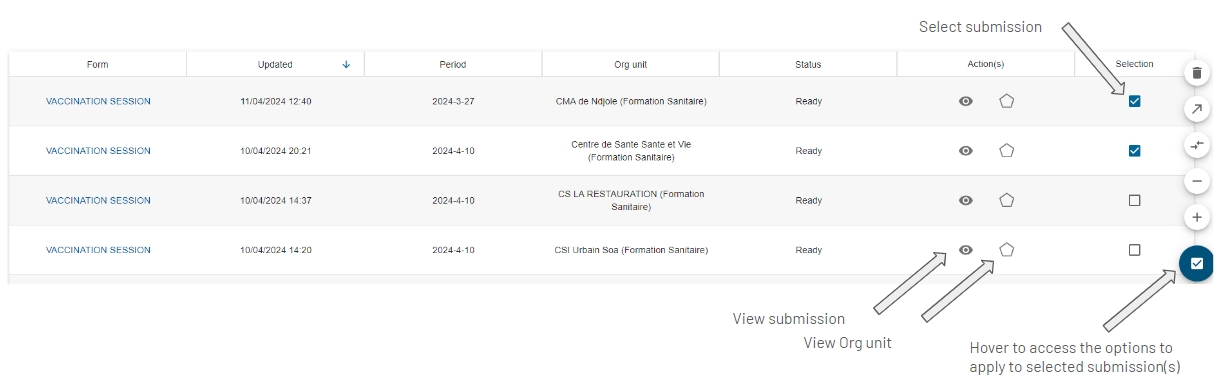 Select submission
Form Updated Period Org unit Status Action(s) Selection
VACCINATION SESSION 11/04/2024 12:40 2024-3-27 CMA de Ndjole (Formation Sanitaire) Ready
VACCINATION SESSION 10/04/2024 20:21 2024-4-10 Centre de Sante Sante et Vie
(Formation Sanitaire) Ready
VACCINATION SESSION 10/04/2024 14:37 2024-4-10 CS LA RESTAURATION (Formation
Sanitaire) Ready
VACCINATION SESSION 10/04/2024 14:20 2024-4-10 CSI Urbain Soa (Formation Sanitaire) Ready
View submission
View Org unit
Hover to access the options to
apply to selected submission(s)